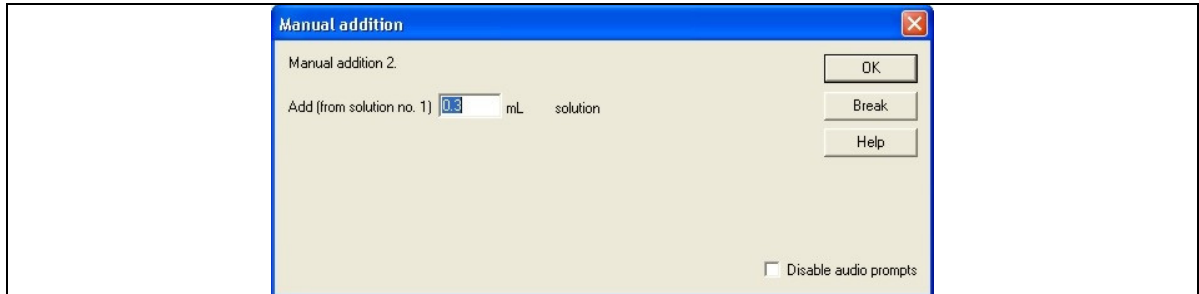 Manual addition
Manual addition 2.
OK
Add (from solution no. 1) 0.3 mL solution
Break
Help
Disable audio prompts